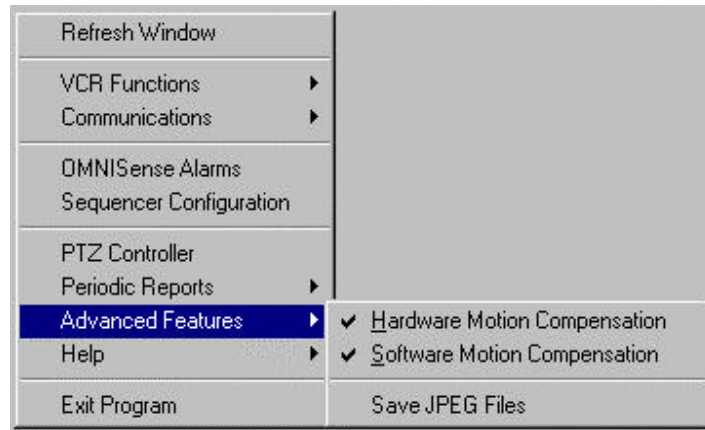 Refresh Window
VCR Functions
Communications
OMNISense Alarms
Sequencer Configuration
PTZ Controller
Periodic Reports
Advanced Features
Help
Exit Program
Hardware Motion Compensation
Software Motion Compensation
Save JPEG Files